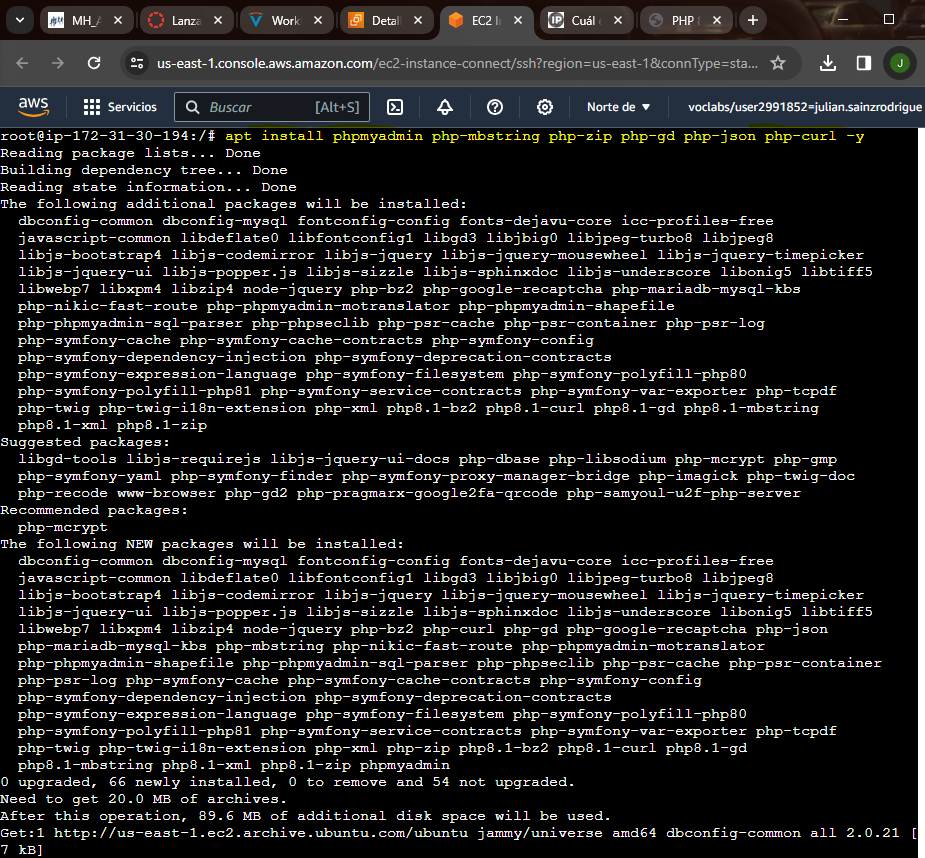 MH_A
Lanza
Work
Detall
EC2 I
Cuál
PHP
us-east-1.console.aws.amazon.com/ec2-instance-connect/ssh?region=us-east-1&connType=sta...
J
aws
Servicios
Buscar
[Alt+S]
Norte de
voclabs/user2991852=julian.sainzrodrigue
root@ip-172-31-30-194:/# apt install phpmyadmin php-mbstring php-zip php-gd php-json php-curl -y
Reading package lists... Done
Building dependency tree... Done
Reading state information... Done
The following additional packages will be installed:
dbconfig-common dbconfig-mysql fontconfig-config fonts-dejavu-core icc-profiles-free
javascript-common libdeflate0 libfontconfig1 libgd3 libjbig0 libjpeg-turbo8 libjpeg8
libjs-bootstrap4 libjs-codemirror libjs-jquery libjs-jquery-mousewheel libjs-jquery-timepicker
libjs-jquery-ui libjs-popper.js libjs-sizzle libjs-sphinxdoc libjs-underscore libonig5 libtiff5
libwebp7 libxpm4 libzip4 node-jquery php-bz2 php-google-recaptcha php-mariadb-mysql-kbs
php-nikic-fast-route php-phpmyadmin-motranslator php-phpmyadmin-shapefile
php-phpmyadmin-sql-parser php-phpseclib php-psr-cache php-psr-container php-psr-log
php-symfony-cache php-symfony-cache-contracts php-symfony-config
php-symfony-dependency-injection php-symfony-deprecation-contracts
php-symfony-expression-language php-symfony-filesystem php-symfony-polyfill-php80
php-symfony-polyfill-php81 php-symfony-service-contracts php-symfony-var-exporter php-tcpdf
php-twig php-twig-i18n-extension php-xml php8.1-bz2 php8.1-curl php8.1-gd php8.1-mbstring
php8.1-xml php8.1-zip
Suggested packages:
libgd-tools libjs-requirejs libjs-jquery-ui-docs php-dbase php-libsodium php-mcrypt php-gmp
php-symfony-yaml php-symfony-finder php-symfony-proxy-manager-bridge php-imagick php-twig-doc
php-recode www-browser php-gd2 php-pragmarx-google2fa-qrcode php-samyoul-u2f-php-server
Recommended packages:
php-mcrypt
The following NEW packages will be installed:
dbconfig-common dbconfig-mysql fontconfig-config fonts-dejavu-core icc-profiles-free
javascript-common libdeflate0 libfontconfig1 libgd3 libjbig0 libjpeg-turbo8 libjpeg8
libjs-bootstrap4 libjs-codemirror libjs-jquery libjs-jquery-mousewheel libjs-jquery-timepicker
libjs-jquery-ui libjs-popper.js libjs-sizzle libjs-sphinxdoc libjs-underscore libonig5 libtiff5
libwebp7 libxpm4 libzip4 node-jquery php-bz2 php-curl php-gd php-google-recaptcha php-json
php-mariadb-mysql-kbs php-mbstring php-nikic-fast-route php-phpmyadmin-motranslator
php-phpmyadmin-shapefile php-phpmyadmin-sql-parser php-phpseclib php-psr-cache php-psr-container
php-psr-log php-symfony-cache php-symfony-cache-contracts php-symfony-config
php-symfony-dependency-injection php-symfony-deprecation-contracts
php-symfony-expression-language php-symfony-filesystem php-symfony-polyfill-php80
php-symfony-polyfill-php81 php-symfony-service-contracts php-symfony-var-exporter php-tcpdf
php-twig php-twig-i18n-extension php-xml php-zip php8.1-bz2 php8.1-curl php8.1-gd
php8.1-mbstring php8.1-xml php8.1-zip phpmyadmin
0 upgraded, 66 newly installed, 0 to remove and 54 not upgraded.
Need to get 20.0 MB of archives.
After this operation, 89.6 MB of additional disk space will be used.
Get:1 http://us-east-1.ec2.archive.ubuntu.com/ubuntu jammy/universe amd64 dbconfig-common all 2.0.21 [
7 kB]